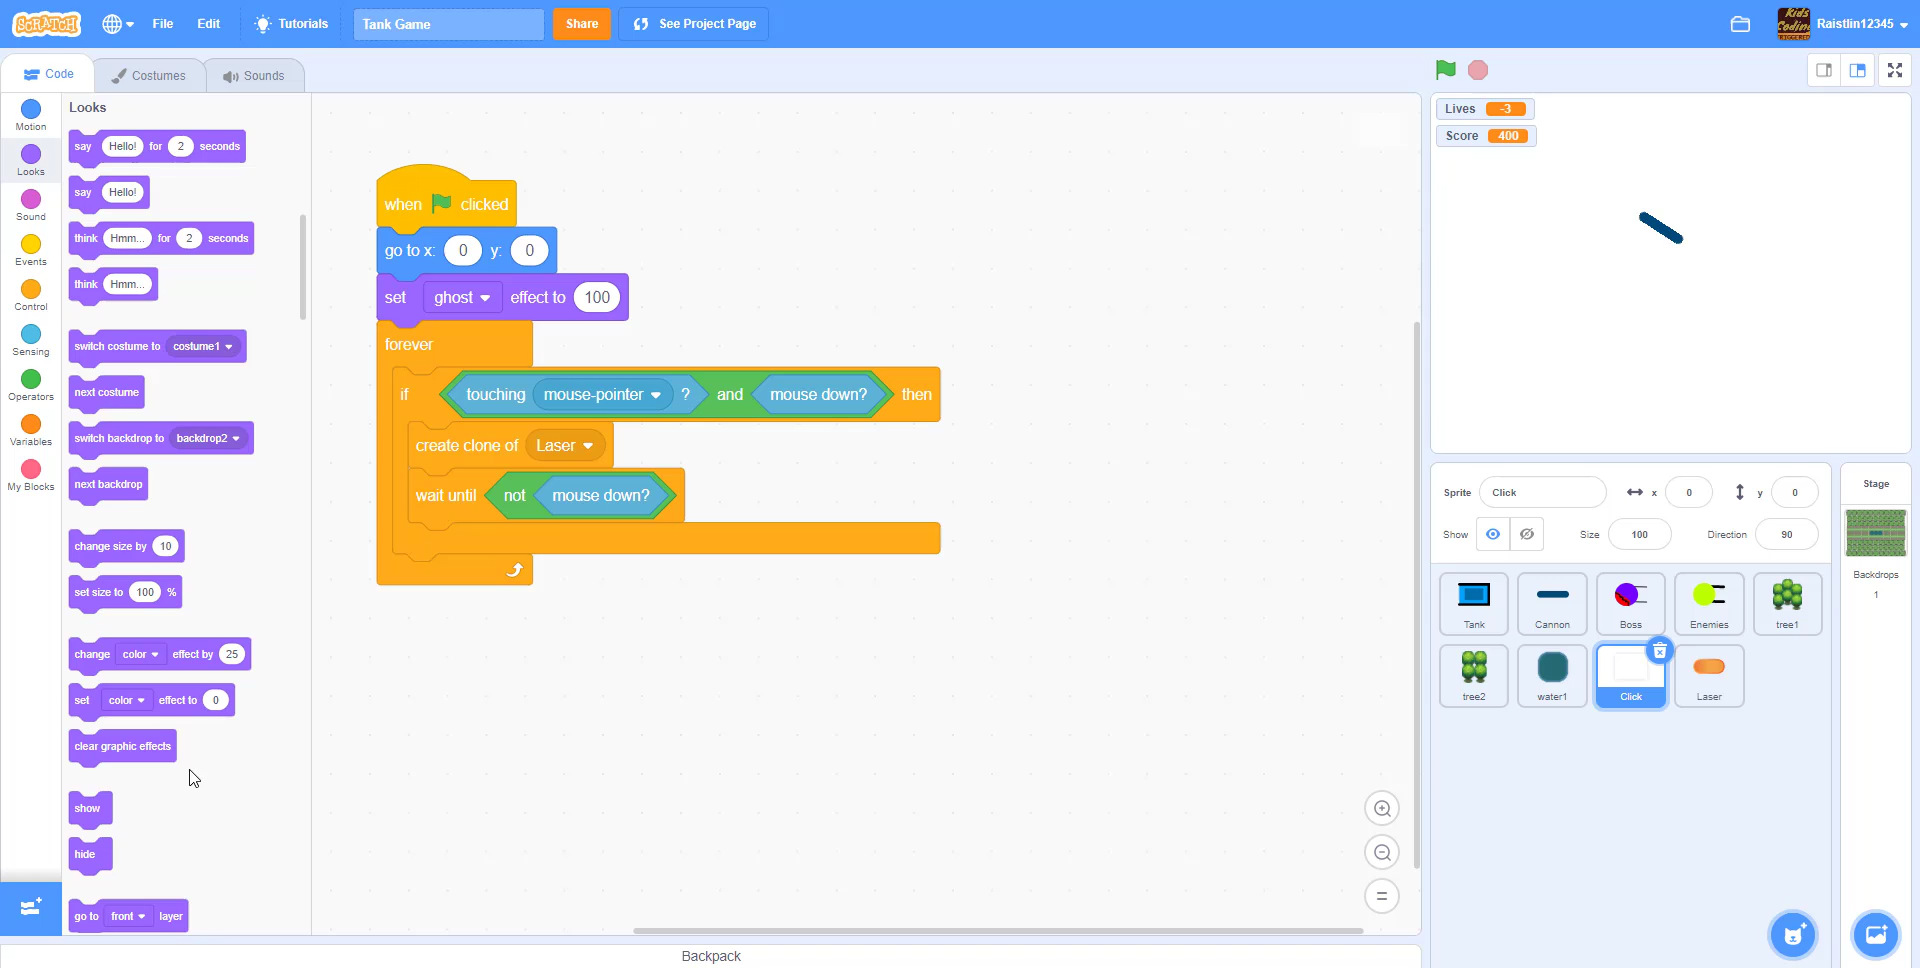 SCRATCH File Edit Tutorials Tank Game Share See Project Page Raistlin12345
Code Costumes Sounds
Motion
Looks
Sound
Events
Control
Sensing
Operators
Variables
My Blocks
Looks
say Hello! for 2 seconds
say Hello!
think Hmm... for 2 seconds
think Hmm...
switch costume to costume1
next costume
switch backdrop to backdrop2
next backdrop
change size by 10
set size to 100 %
change color effect by 25
set color effect to 0
clear graphic effects
show
hide
go to front layer
when clicked
go to x: 0 y: 0
set ghost effect to 100
forever
if touching mouse-pointer ? and mouse down? then
create clone of Laser
wait until not mouse down?
Backpack
Lives -3
Score 400
Sprite Click x 0 y 0
Show Size 100 Direction 90
Tank Cannon Boss Enemies tree1
tree2 water1 Click Laser
Stage
Backdrops
1